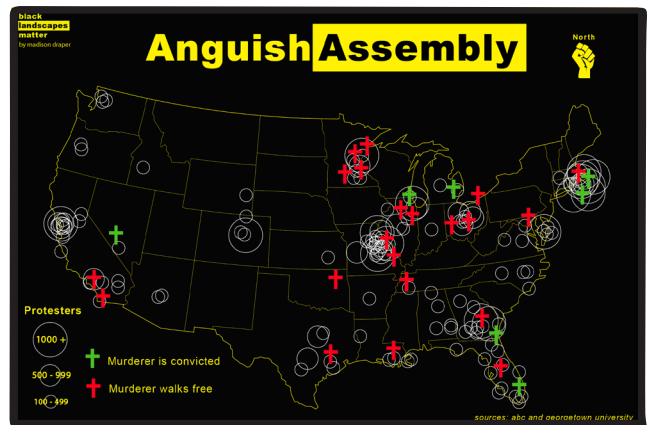 black
landscapes
matter
by madison draper
Anguish Assembly
North
Protesters
1000 +
500 - 999
100 - 499
Murderer is convicted
Murderer walks free
sources: abc and georgetown university